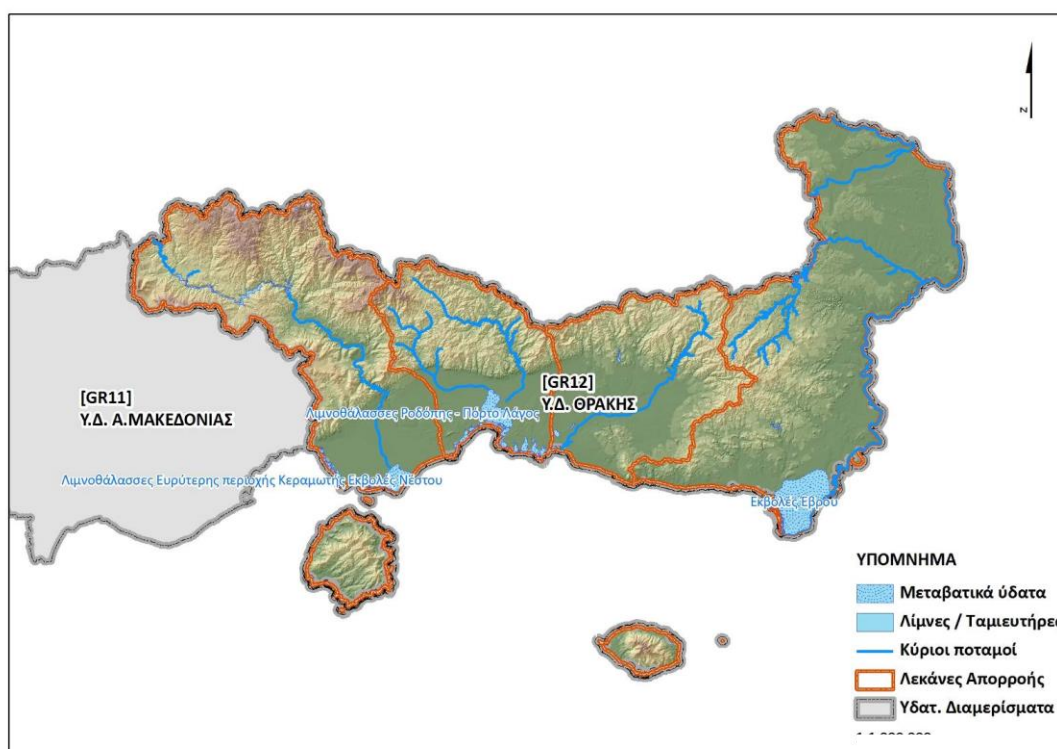 Z
[GR11]
Υ.Δ. Α.ΜΑΚΕΔΟΝΙΑΣ
[GR12]
Υ.Δ. ΘΡΑΚΗΣ
Λιμνοθάλασσες Ροδόπης - Πόρτο Λάγος
Λιμνοθάλασσες Ευρύτερης περιοχής Κεραμωτής Εκβολές Νέστου
Εκβολές Έβρου
ΥΠΟΜΝΗΜΑ
Μεταβατικά ύδατα
Λίμνες / Ταμιευτήρες
Κύριοι ποταμοί
Λεκάνες Απορροής
Υδατ. Διαμερίσματα